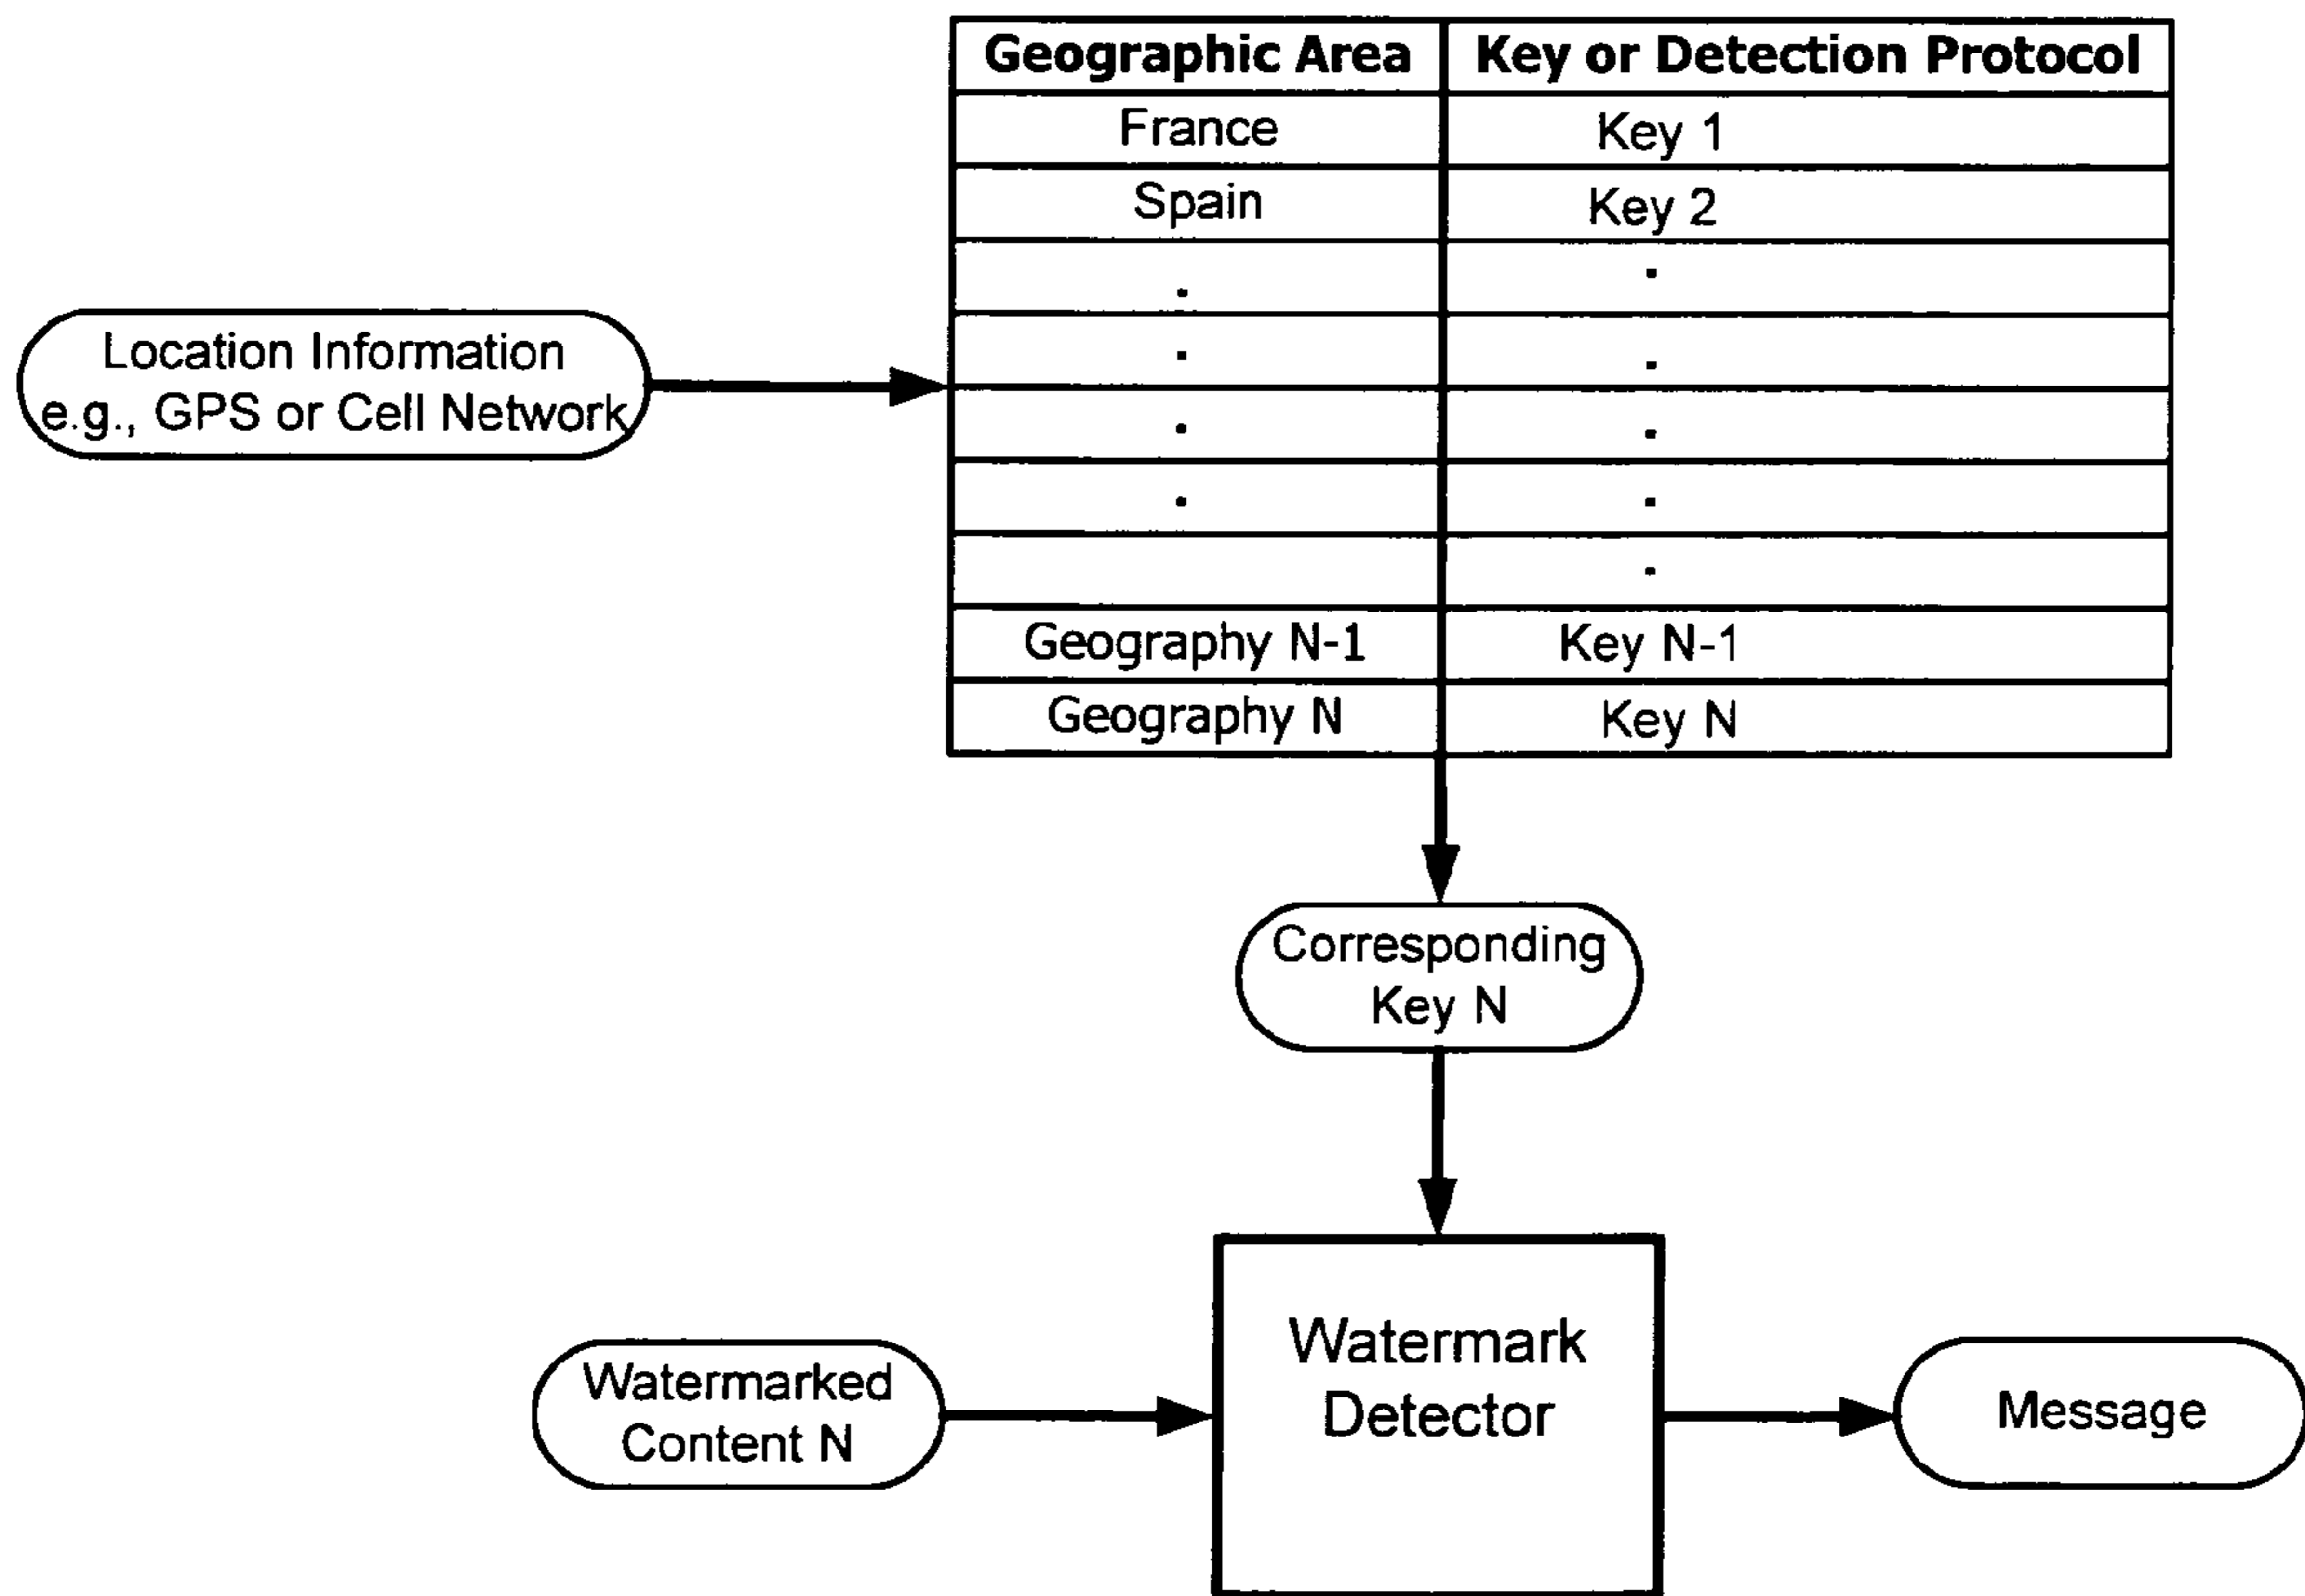 Geographic Area Key or Detection Protocol
France Key 1
Spain Key 2
. .
. .
. .
. .
.
Geography N-1 Key N-1
Geography N Key N
Location Information
e.g., GPS or Cell Network
Corresponding
Key N
Watermarked
Content N
Watermark
Detector
Message